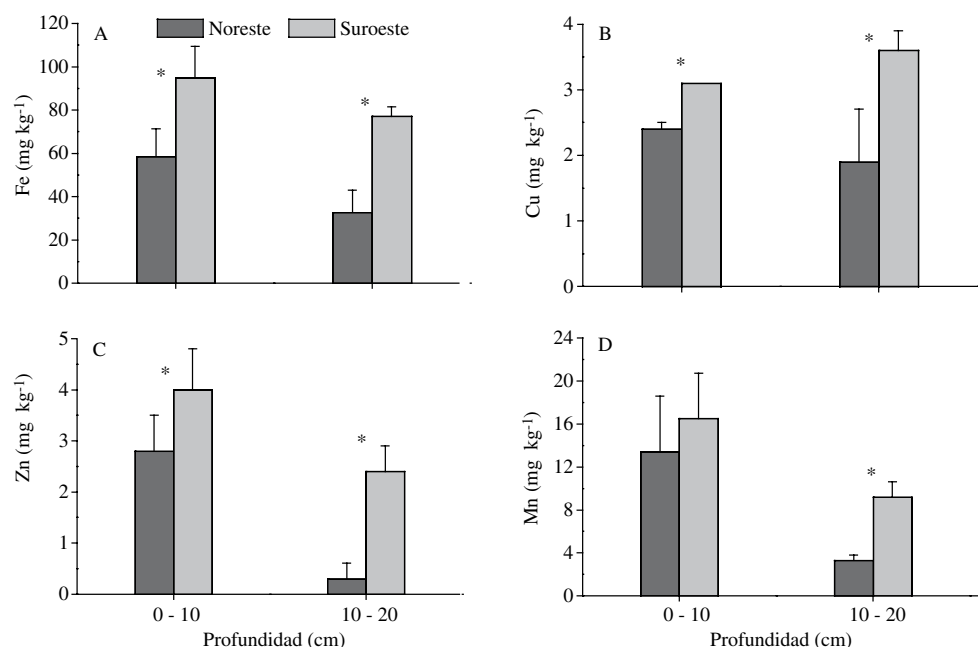 A
Noreste
Suroeste
Fe (mg kg-1)
120
100
80
60
40
20
0
*
*
B
Cu (mg kg-1)
4
3
2
1
0
*
*
C
Zn (mg kg-1)
5
4
3
2
1
0
*
*
0 - 10
10 - 20
Profundidad (cm)
D
Mn (mg kg-1)
24
20
16
12
8
4
0
*
0 - 10
10 - 20
Profundidad (cm)